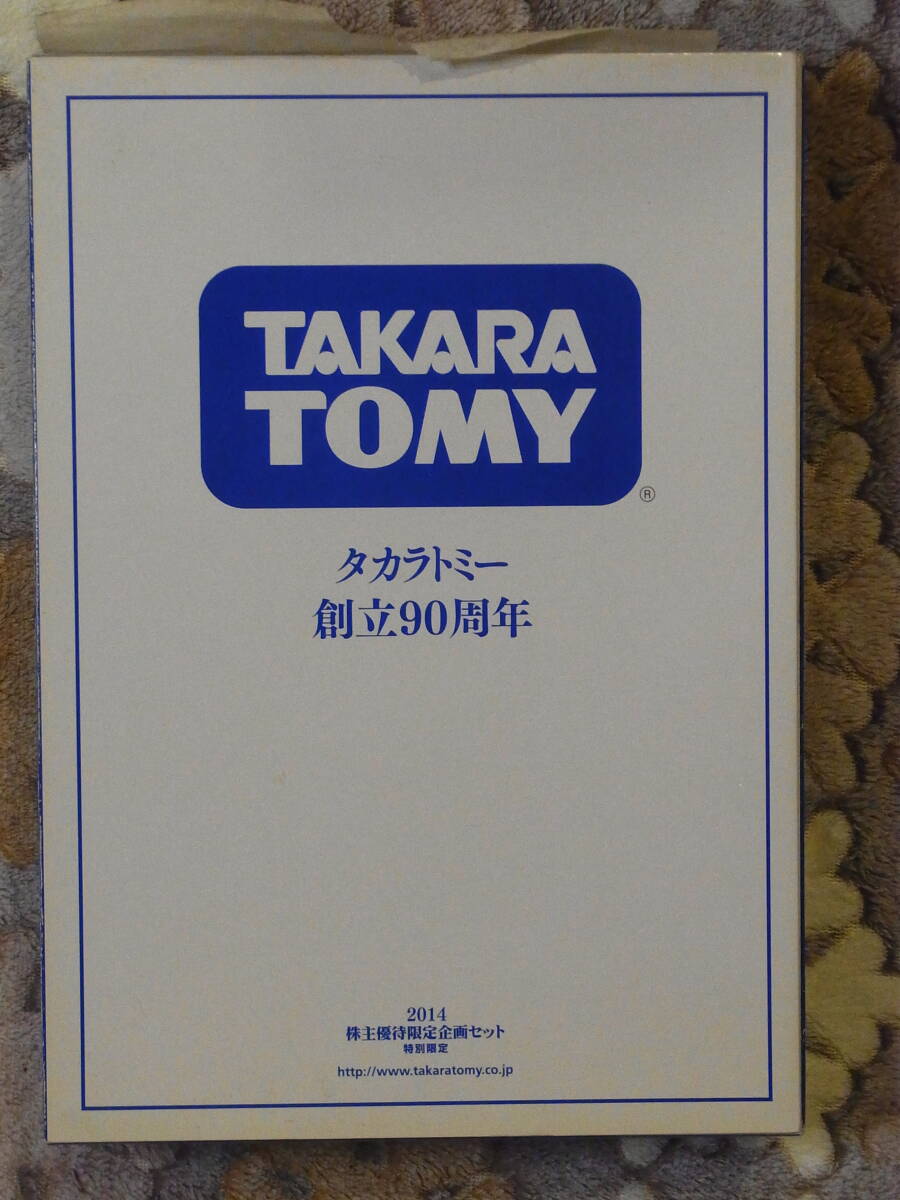 TAKARA
TOMY
®
タカラトミー
創立90周年
2014
株主優待限定企画セット
特別限定
http://www.takaratomy.co.jp